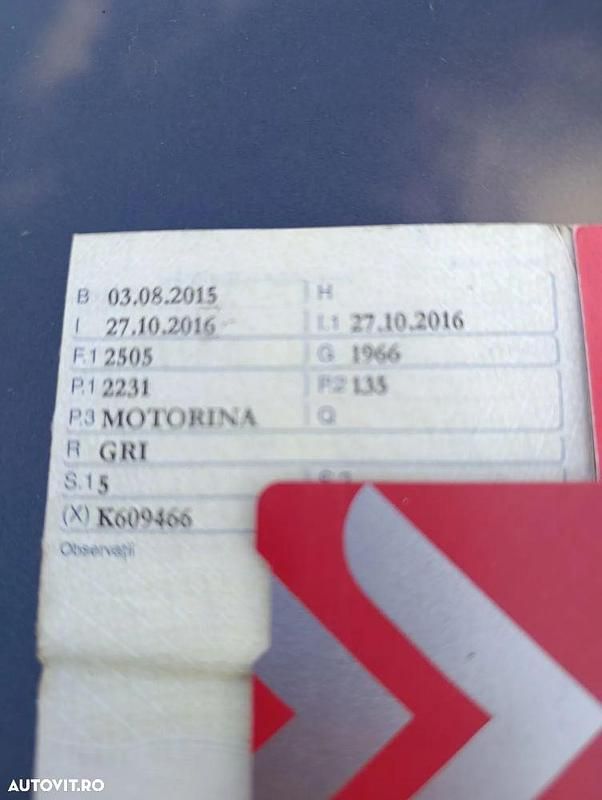 B 03.08.2015 H
I 27.10.2016 I.1 27.10.2016
F.1 2505 G 1966
P.1 2231 P.2 135
P.3 MOTORINA Q
R GRI
S.1 5
(X) K609466
Observații
AUTOVIT.RO